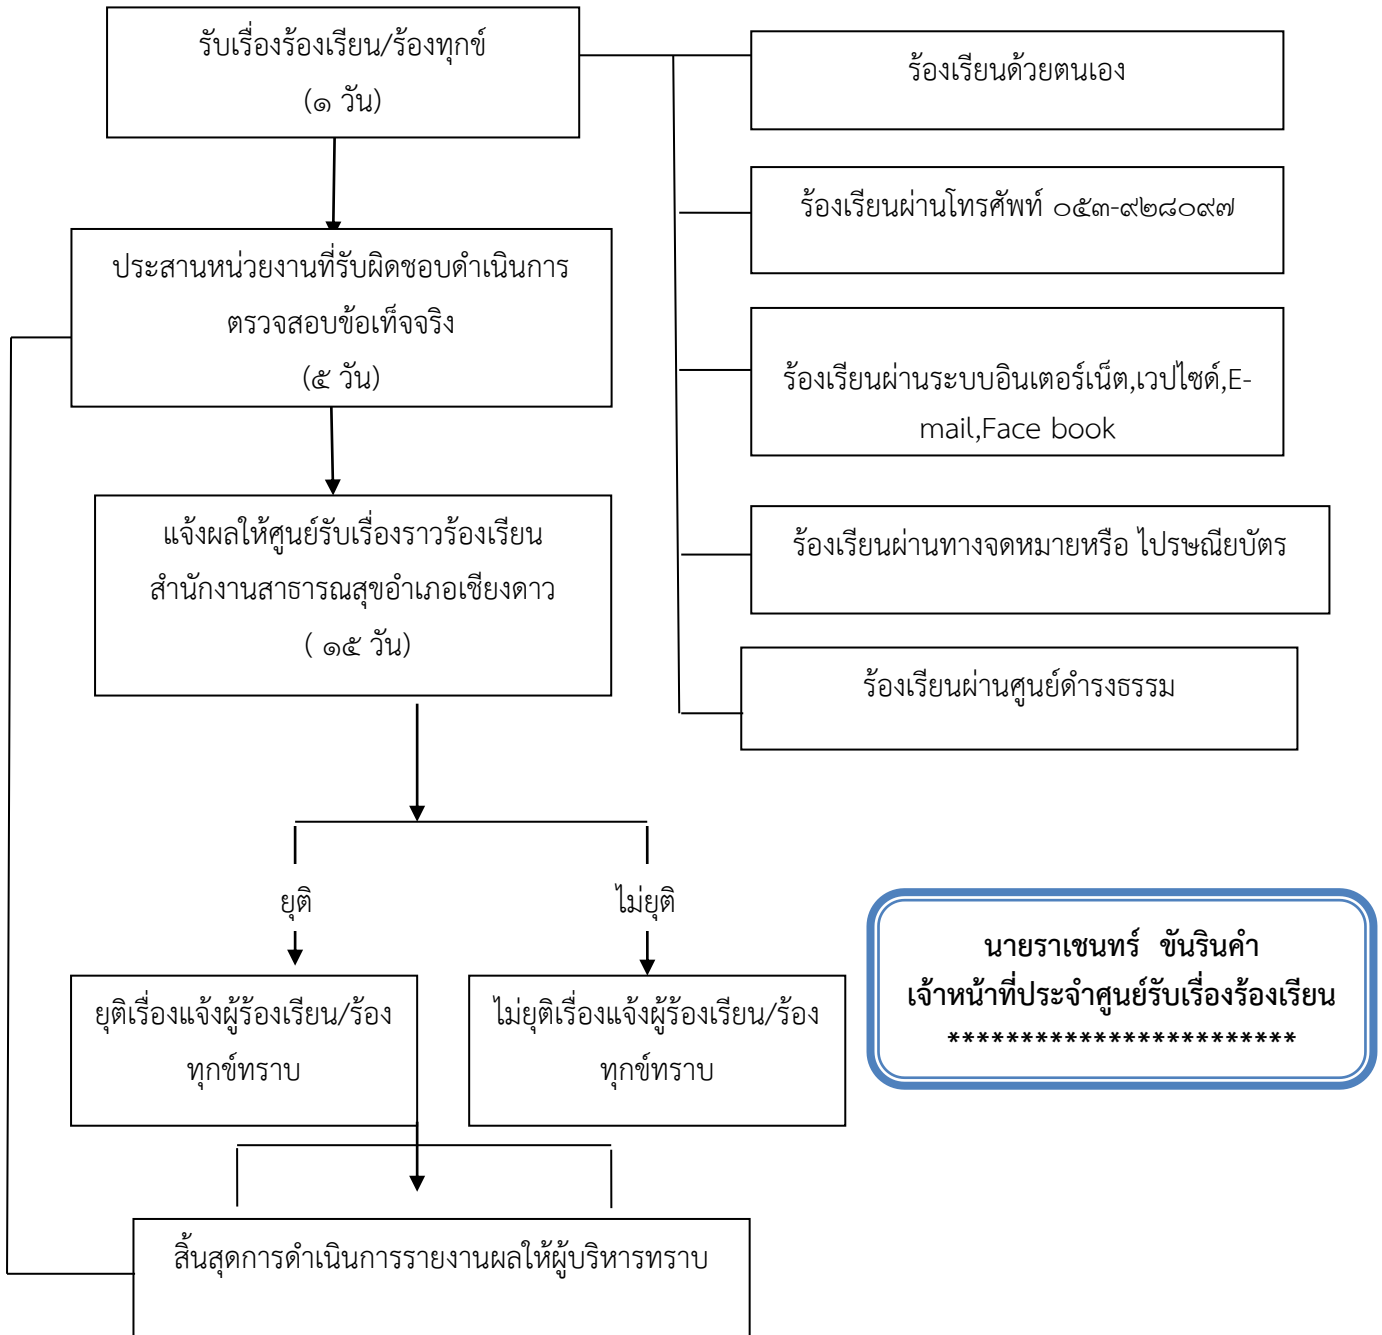 รับเรื่องร้องเรียน/ร้องทุกข์
(๑ วัน)
ร้องเรียนด้วยตนเอง
ร้องเรียนผ่านโทรศัพท์ ๐๕๓-๙๒๘๐๙๗
ประสานหน่วยงานที่รับผิดชอบดำเนินการ
ตรวจสอบข้อเท็จจริง
(๕ วัน)
ร้องเรียนผ่านระบบอินเตอร์เน็ต,เวปไซด์,E-
mail,Face book
แจ้งผลให้ศูนย์รับเรื่องราวร้องเรียน
สำนักงานสาธารณสุขอำเภอเชียงดาว
( ๑๕ วัน)
ร้องเรียนผ่านทางจดหมายหรือ ไปรษณียบัตร
ร้องเรียนผ่านศูนย์ดำรงธรรม
ยุติ
ไม่ยุติ
ยุติเรื่องแจ้งผู้ร้องเรียน/ร้อง
ทุกข์ทราบ
ไม่ยุติเรื่องแจ้งผู้ร้องเรียน/ร้อง
ทุกข์ทราบ
นายราเชนทร์ ขันรินคำ
เจ้าหน้าที่ประจำศูนย์รับเรื่องร้องเรียน
************************
สิ้นสุดการดำเนินการรายงานผลให้ผู้บริหารทราบ